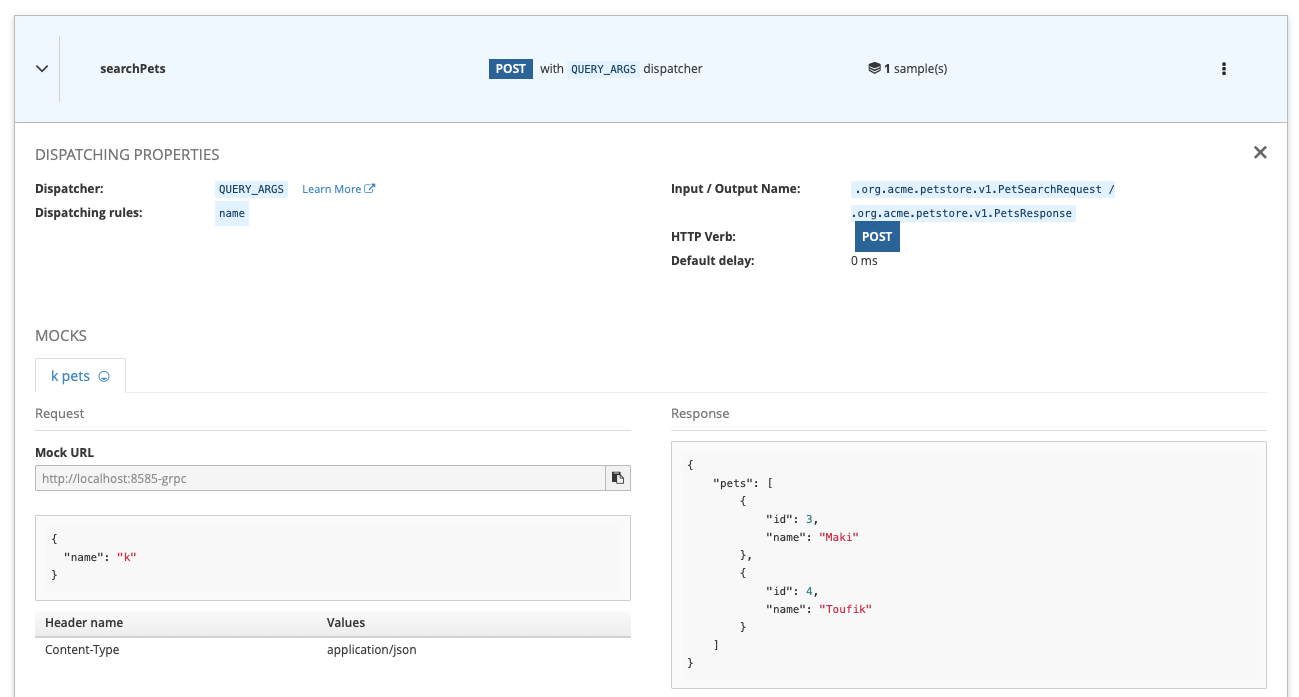 searchPets POST with QUERY_ARGS dispatcher 1 sample(s)
DISPATCHING PROPERTIES
Dispatcher: QUERY_ARGS Learn More
Dispatching rules: name
Input / Output Name: .org.acme.petstore.v1.PetSearchRequest /
.org.acme.petstore.v1.PetsResponse
HTTP Verb: POST
Default delay: 0 ms
MOCKS
k pets
Request
Mock URL
http://localhost:8585-grpc
{
"name": "k"
}
Header name Values
Content-Type application/json
Response
{
"pets": [
{
"id": 3,
"name": "Maki"
},
{
"id": 4,
"name": "Toufik"
}
]
}